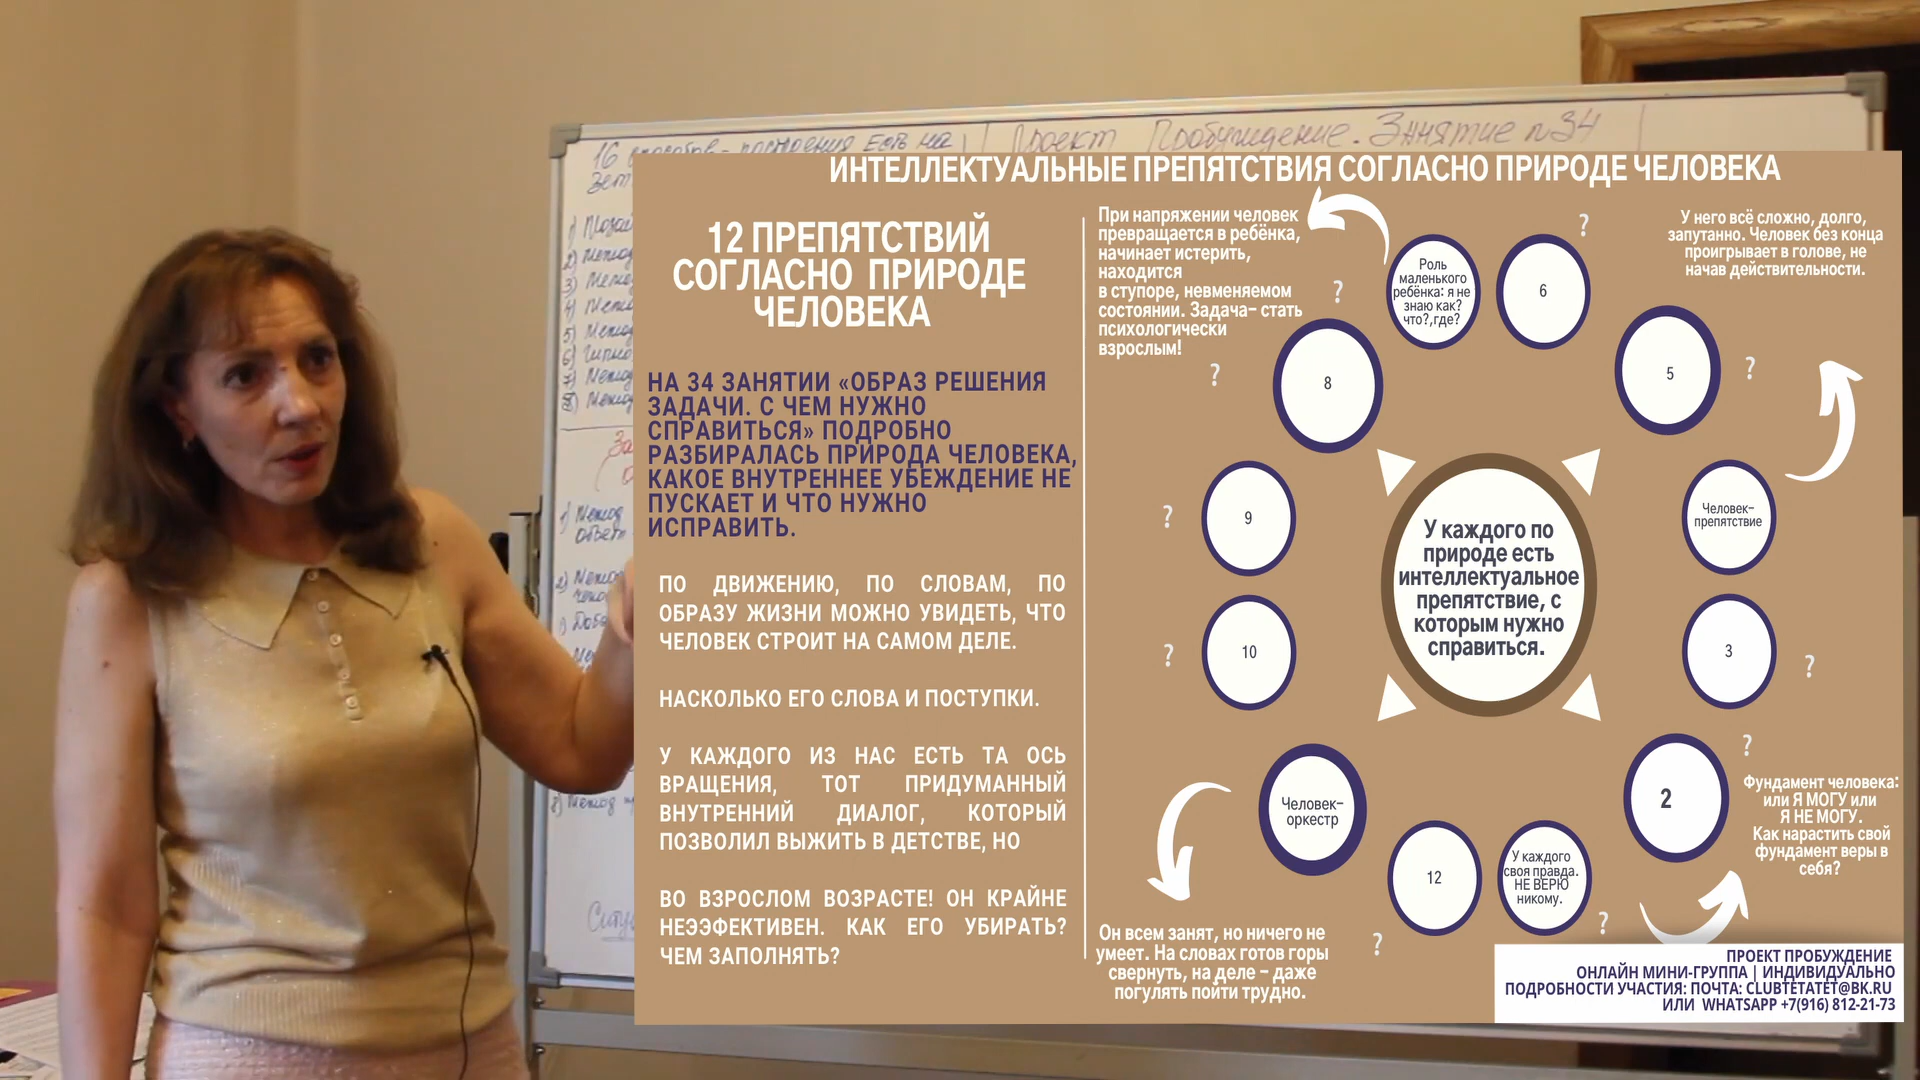 16 способов - построения есть на
Проект Пробуждение. Занятие n34
ИНТЕЛЛЕКТУАЛЬНЫЕ ПРЕПЯТСТВИЯ СОГЛАСНО ПРИРОДЕ ЧЕЛОВЕКА
12 ПРЕПЯТСТВИЙ
СОГЛАСНО ПРИРОДЕ
ЧЕЛОВЕКА
НА 34 ЗАНЯТИИ «ОБРАЗ РЕШЕНИЯ
ЗАДАЧИ. С ЧЕМ НУЖНО
СПРАВИТЬСЯ» ПОДРОБНО
РАЗБИРАЛАСЬ ПРИРОДА ЧЕЛОВЕКА,
КАКОЕ ВНУТРЕННЕЕ УБЕЖДЕНИЕ НЕ
ПУСКАЕТ И ЧТО НУЖНО
ИСПРАВИТЬ.
ПО ДВИЖЕНИЮ, ПО СЛОВАМ, ПО
ОБРАЗУ ЖИЗНИ МОЖНО УВИДЕТЬ, ЧТО
ЧЕЛОВЕК СТРОИТ НА САМОМ ДЕЛЕ.
НАСКОЛЬКО ЕГО СЛОВА И ПОСТУПКИ.
У КАЖДОГО ИЗ НАС ЕСТЬ ТА ОСЬ
ВРАЩЕНИЯ, ТОТ ПРИДУМАННЫЙ
ВНУТРЕННИЙ ДИАЛОГ, КОТОРЫЙ
ПОЗВОЛИЛ ВЫЖИТЬ В ДЕТСТВЕ, НО
ВО ВЗРОСЛОМ ВОЗРАСТЕ! ОН КРАЙНЕ
НЕЭЭФЕКТИВЕН. КАК ЕГО УБИРАТЬ?
ЧЕМ ЗАПОЛНЯТЬ?
При напряжении человек
превращается в ребёнка,
начинает истерить,
находится
в ступоре, невменяемом
состоянии. Задача– стать
психологически
взрослым!
?
?
Роль
маленького
ребёнка: я не
знаю как?
что?,где?
6
?
У него всё сложно, долго,
запутанно. Человек без конца
проигрывает в голове, не
начав действительности.
8
5
?
?
9
Человек–
препятствие
У каждого по
природе есть
интеллектуальное
препятствие, с
которым нужно
справиться.
?
10
3
?
Человек–
оркестр
2
?
Фундамент человека:
или Я МОГУ или
Я НЕ МОГУ.
Как нарастить свой
фундамент веры в
себя?
12
У каждого
своя правда.
НЕ ВЕРЮ
никому.
?
?
Он всем занят, но ничего не
умеет. На словах готов горы
свернуть, на деле – даже
погулять пойти трудно.
ПРОЕКТ ПРОБУЖДЕНИЕ
ОНЛАЙН МИНИ-ГРУППА | ИНДИВИДУАЛЬНО
ПОДРОБНОСТИ УЧАСТИЯ: ПОЧТА: CLUBTETATET@BK.RU
ИЛИ WHATSAPP +7(916) 812-21-73